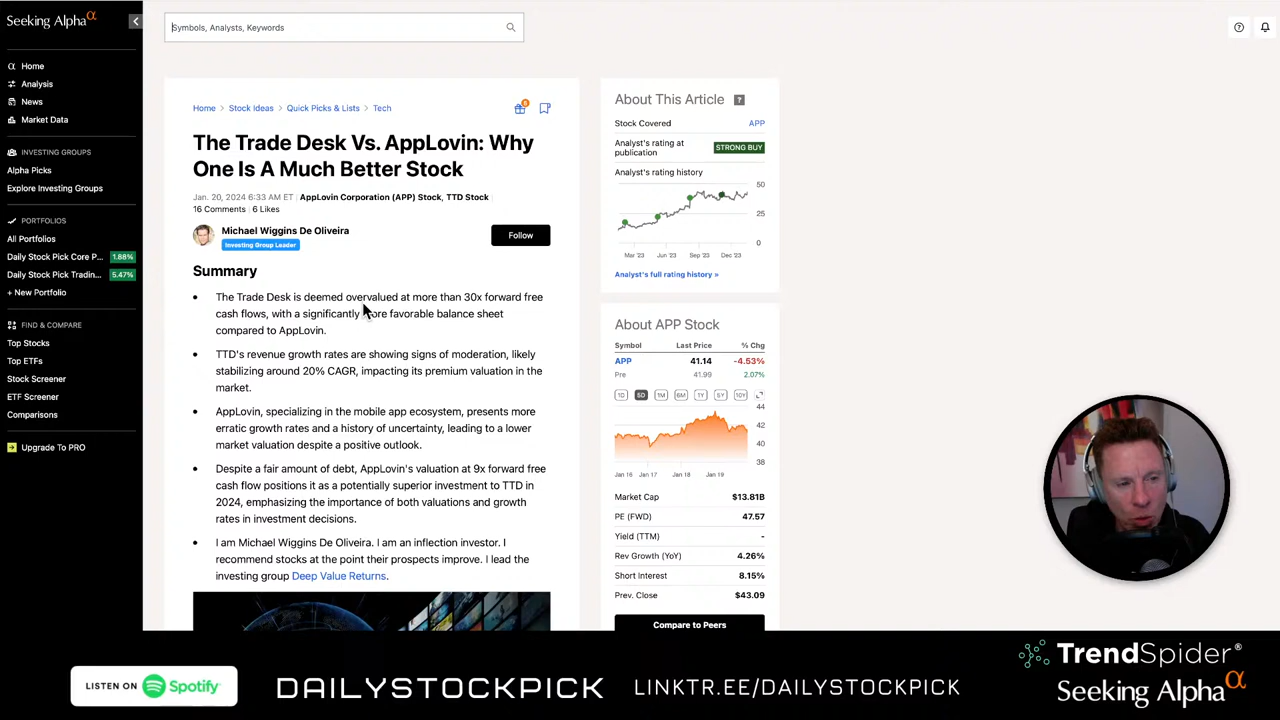 Seeking Alpha α
Symbols, Analysts, Keywords
Home
Analysis
News
Market Data
INVESTING GROUPS
Alpha Picks
Explore Investing Groups
PORTFOLIOS
All Portfolios
Daily Stock Pick Core P... 1.88%
Daily Stock Pick Tradin... 5.47%
+ New Portfolio
FIND & COMPARE
Top Stocks
Top ETFs
Stock Screener
ETF Screener
Comparisons
Upgrade To PRO
Home > Stock Ideas > Quick Picks & Lists > Tech
The Trade Desk Vs. AppLovin: Why
One Is A Much Better Stock
Jan. 20, 2024 6:33 AM ET | AppLovin Corporation (APP) Stock, TTD Stock |
16 Comments | 6 Likes
Michael Wiggins De Oliveira
Investing Group Leader
Follow
Summary
• The Trade Desk is deemed overvalued at more than 30x forward free
cash flows, with a significantly more favorable balance sheet
compared to AppLovin.
• TTD's revenue growth rates are showing signs of moderation, likely
stabilizing around 20% CAGR, impacting its premium valuation in the
market.
• AppLovin, specializing in the mobile app ecosystem, presents more
erratic growth rates and a history of uncertainty, leading to a lower
market valuation despite a positive outlook.
• Despite a fair amount of debt, AppLovin's valuation at 9x forward free
cash flow positions it as a potentially superior investment to TTD in
2024, emphasizing the importance of both valuations and growth
rates in investment decisions.
• I am Michael Wiggins De Oliveira. I am an inflection investor. I
recommend stocks at the point their prospects improve. I lead the
investing group Deep Value Returns.
About This Article ?
Stock Covered APP
Analyst's rating at
publication
STRONG BUY
Analyst's rating history
50
25
0
Mar '23 Jun '23 Sep '23 Dec '23
Analyst's full rating history »
About APP Stock
Symbol Last Price % Chg
APP 41.14 -4.53%
Pre 41.99 2.07%
1D 5D 1M 6M 1Y 5Y 10Y
44
42
40
38
Jan 16 Jan 17 Jan 18 Jan 19
Market Cap $13.81B
PE (FWD) 47.57
Yield (TTM) -
Rev Growth (YoY) 4.26%
Short Interest 8.15%
Prev. Close $43.09
Compare to Peers
LISTEN ON Spotify
DAILYSTOCKPICK
LINKTR.EE/DAILYSTOCKPICK
TrendSpider®
Seeking Alpha α